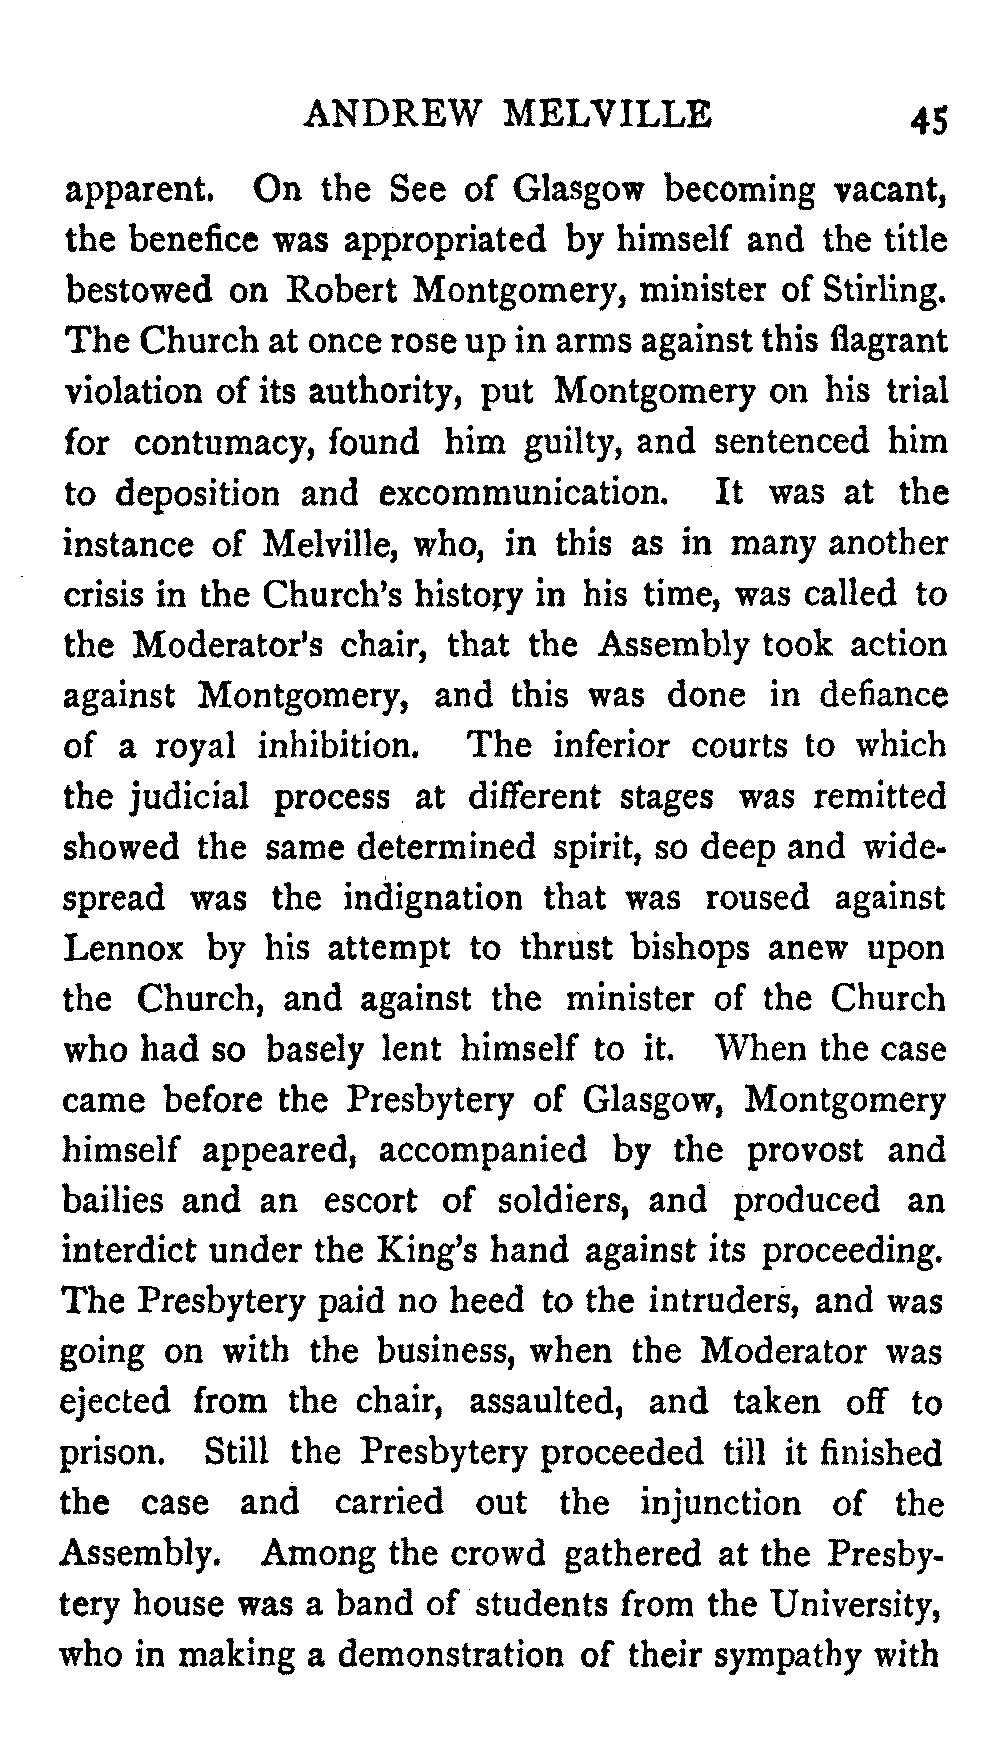 ANDREW MELVILLE 45
apparent. On the See of Glasgow becoming vacant,
the benefice was appropriated by himself and the title
bestowed on Robert Montgomery, minister of Stirling.
The Church at once rose up in arms against this flagrant
violation of its authority, put Montgomery on his trial
for contumacy, found him guilty, and sentenced him
to deposition and excommunication. It was at the
instance of Melville, who, in this as in many another
crisis in the Church's history in his time, was called to
the Moderator's chair, that the Assembly took action
against Montgomery, and this was done in defiance
of a royal inhibition. The inferior courts to which
the judicial process at different stages was remitted
showed the same determined spirit, so deep and wide-
spread was the indignation that was roused against
Lennox by his attempt to thrust bishops anew upon
the Church, and against the minister of the Church
who had so basely lent himself to it. When the case
came before the Presbytery of Glasgow, Montgomery
himself appeared, accompanied by the provost and
bailies and an escort of soldiers, and produced an
interdict under the King's hand against its proceeding.
The Presbytery paid no heed to the intruders, and was
going on with the business, when the Moderator was
ejected from the chair, assaulted, and taken off to
prison. Still the Presbytery proceeded till it finished
the case and carried out the injunction of the
Assembly. Among the crowd gathered at the Presby-
tery house was a band of students from the University,
who in making a demonstration of their sympathy with